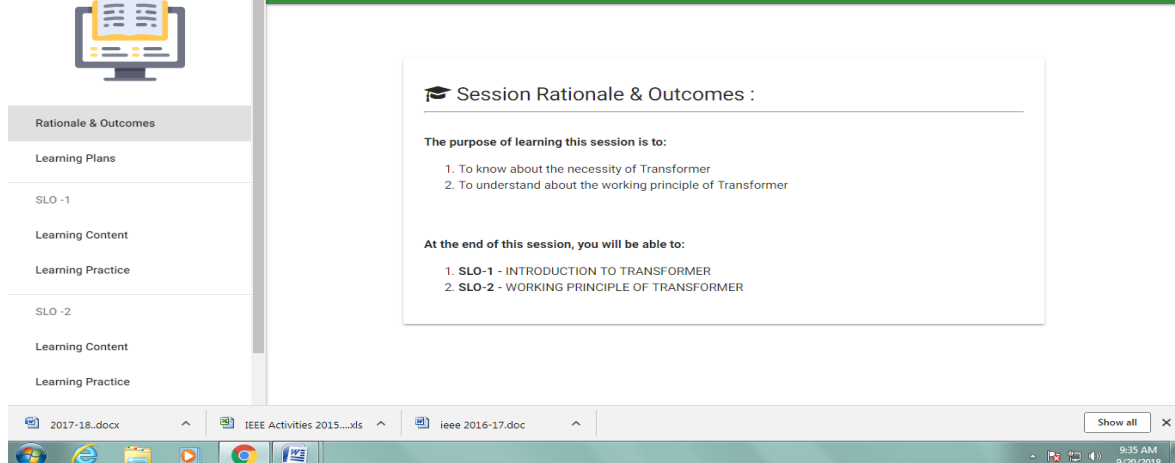 Rationale & Outcomes
Learning Plans
SLO -1
Learning Content
Learning Practice
SLO -2
Learning Content
Learning Practice
Session Rationale & Outcomes :
The purpose of learning this session is to:
1. To know about the necessity of Transformer
2. To understand about the working principle of Transformer
At the end of this session, you will be able to:
1. SLO-1 - INTRODUCTION TO TRANSFORMER
2. SLO-2 - WORKING PRINCIPLE OF TRANSFORMER
2017-18..docx
IEEE Activities 2015....xls
ieee 2016-17.doc
Show all
9:35 AM
9/20/2018